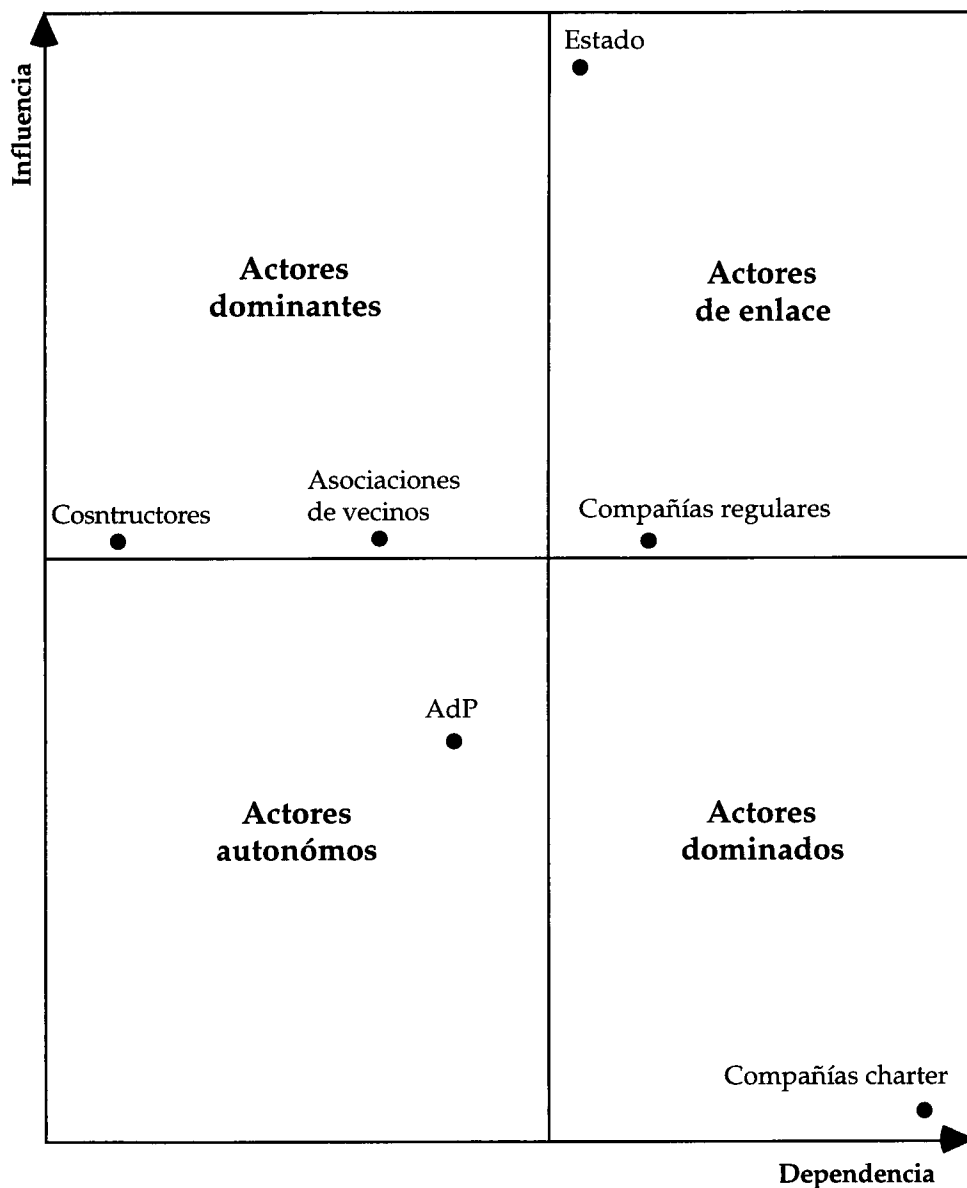 Estado
Influencia
Actores
dominantes
Actores
de enlace
Asociaciones
de vecinos
Cosntructores
Compañías regulares
AdP
Actores
autonómos
Actores
dominados
Compañías charter
Dependencia